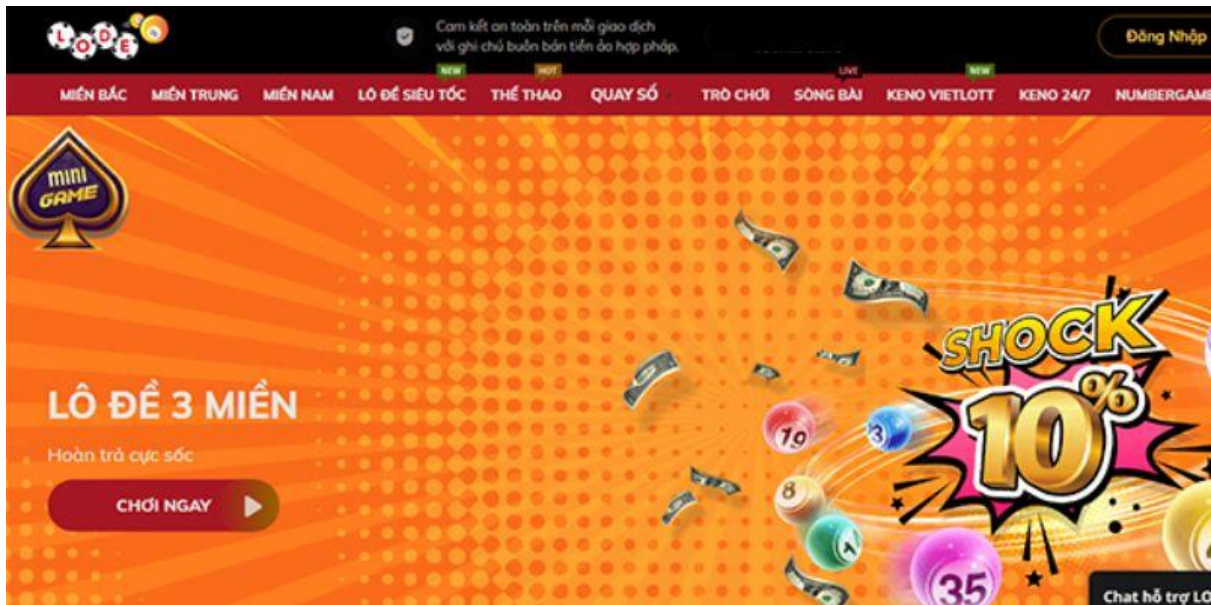 LODE
Cam kết an toàn trên mỗi giao dịch
với ghi chú buôn bán tiền ảo hợp pháp.
Đăng Nhập
NEW
HOT
LIVE
NEW
MIỀN BẮC MIỀN TRUNG MIỀN NAM LÔ ĐỀ SIÊU TỐC THỂ THAO QUAY SỐ TRÒ CHƠI SÒNG BÀI KENO VIETLOTT KENO 24/7 NUMBERGAME
mini
GAME
SHOCK
10%
LÔ ĐỀ 3 MIỀN
Hoàn trả cực sốc
CHƠI NGAY
19
8
35
Chat hỗ trợ LO